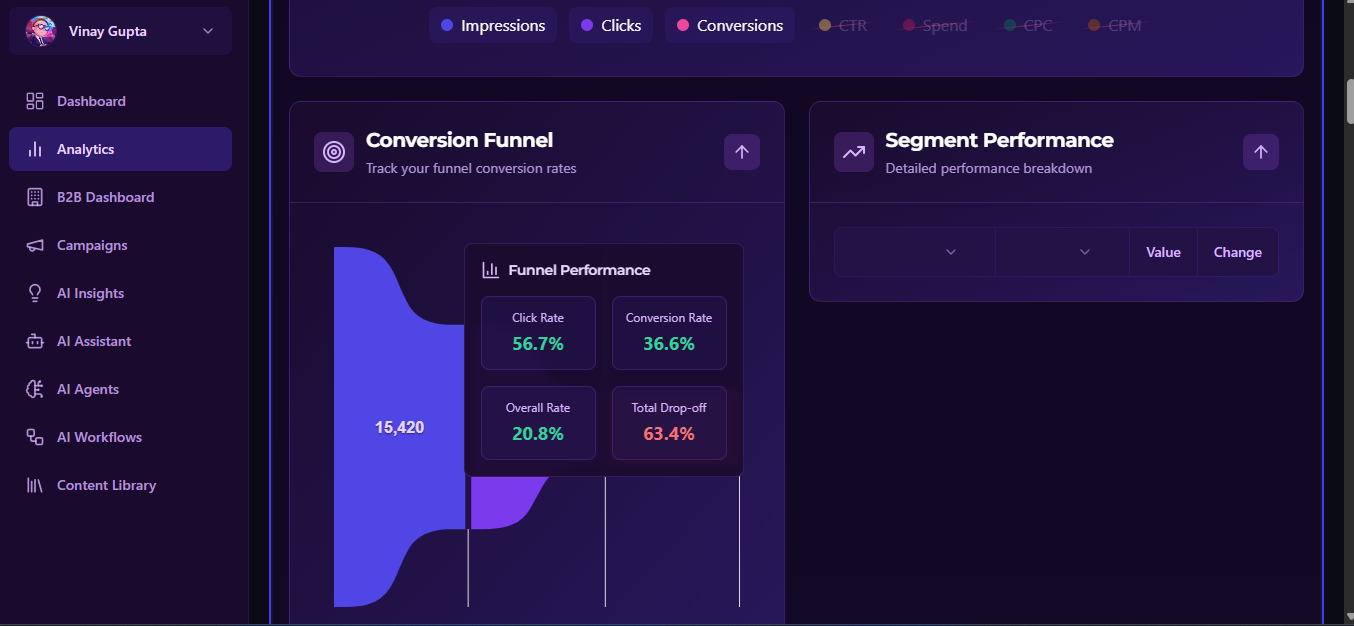 Vinay Gupta
Dashboard
Analytics
B2B Dashboard
Campaigns
AI Insights
AI Assistant
AI Agents
AI Workflows
Content Library
Impressions Clicks Conversions CTR Spend CPC CPM
Conversion Funnel
Track your funnel conversion rates
15,420
Funnel Performance
Click Rate
56.7%
Conversion Rate
36.6%
Overall Rate
20.8%
Total Drop-off
63.4%
Segment Performance
Detailed performance breakdown
Value Change